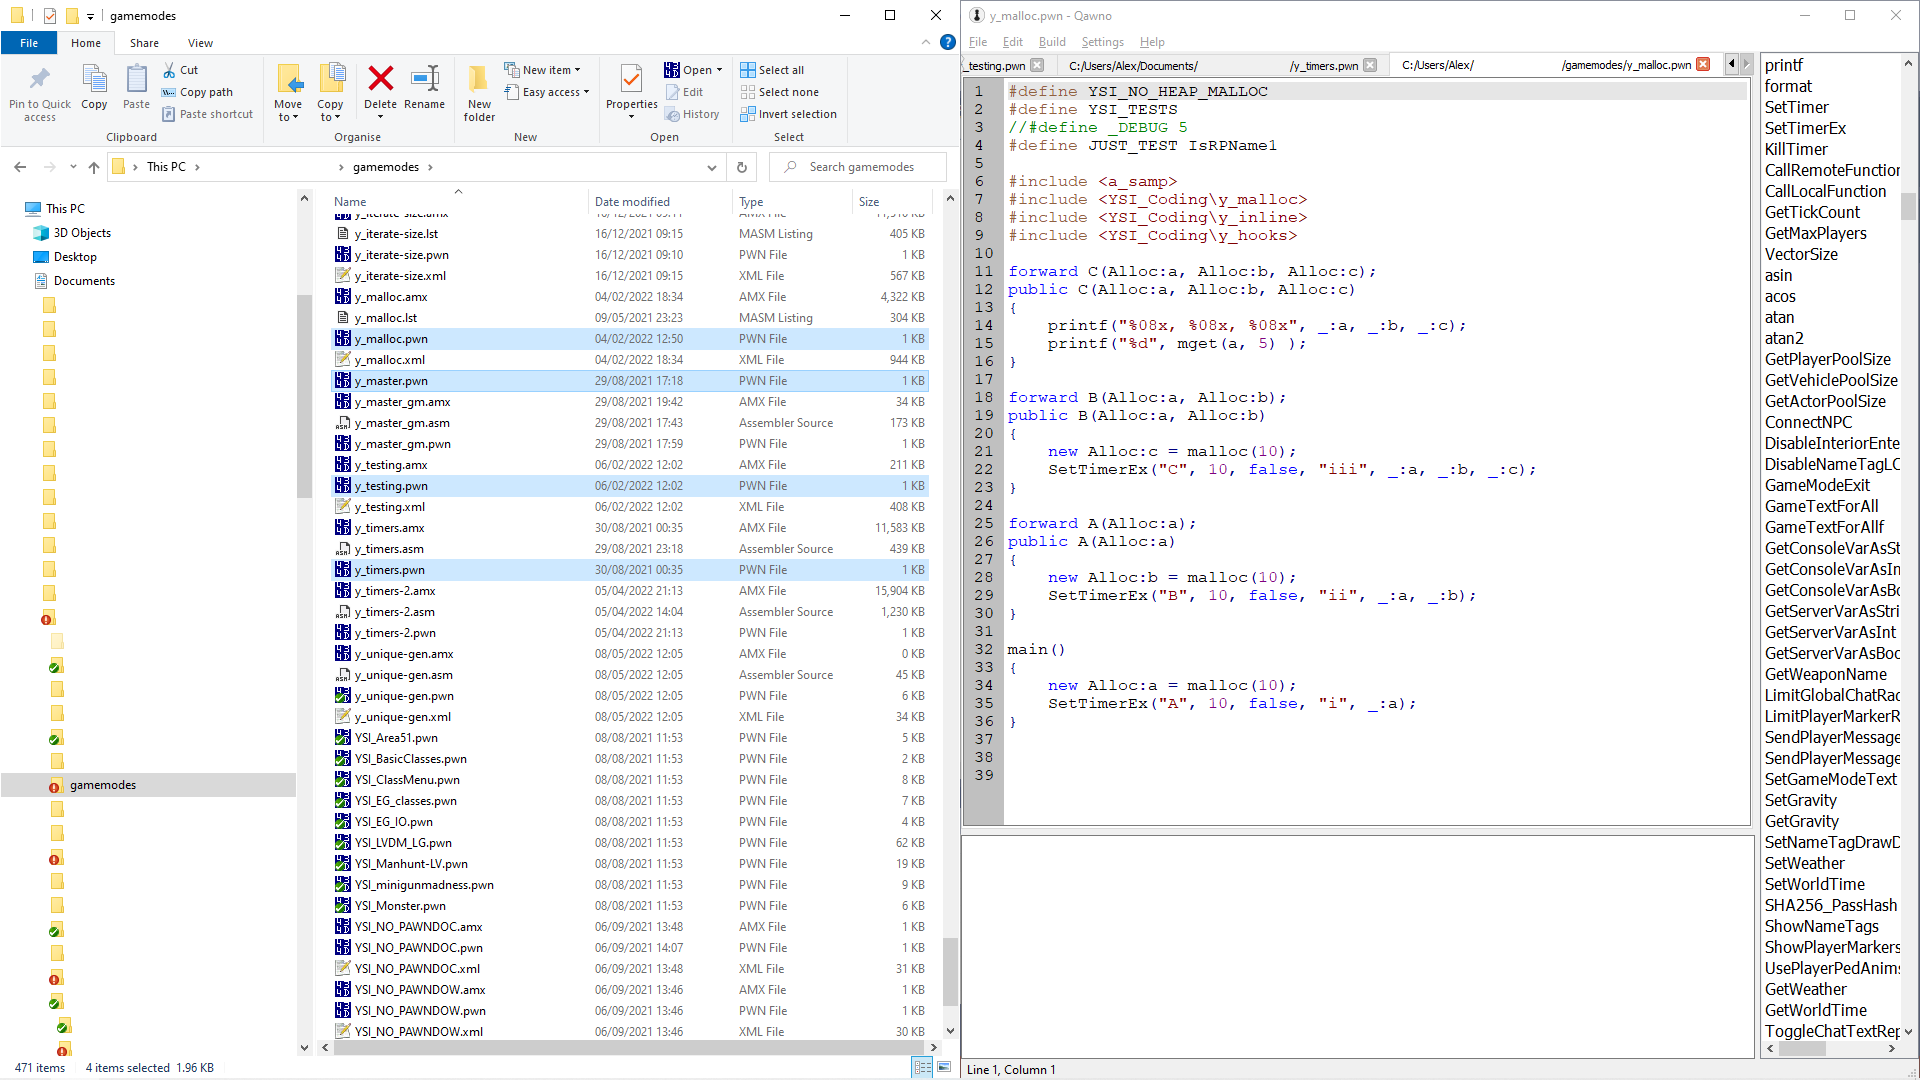 gamemodes
File
Home
Share
View
Pin to Quick access
Copy
Paste
Cut
Copy path
Paste shortcut
Clipboard
Move to
Copy to
Delete
Rename
Organise
New folder
New item
Easy access
New
Properties
Open
Edit
History
Open
Select all
Select none
Invert selection
Select
This PC
gamemodes
Search gamemodes
This PC
3D Objects
Desktop
Documents
gamemodes
Name Date modified Type Size
y_iterate-size.lst 16/12/2021 09:15 MASM Listing 405 KB
y_iterate-size.pwn 16/12/2021 09:10 PWN File 1 KB
y_iterate-size.xml 16/12/2021 09:15 XML File 567 KB
y_malloc.amx 04/02/2022 18:34 AMX File 4,322 KB
y_malloc.lst 09/05/2021 23:23 MASM Listing 304 KB
y_malloc.pwn 04/02/2022 12:50 PWN File 1 KB
y_malloc.xml 04/02/2022 18:34 XML File 944 KB
y_master.pwn 29/08/2021 17:18 PWN File 1 KB
y_master_gm.amx 29/08/2021 19:42 AMX File 34 KB
y_master_gm.asm 29/08/2021 17:43 Assembler Source 173 KB
y_master_gm.pwn 29/08/2021 17:59 PWN File 1 KB
y_testing.amx 06/02/2022 12:02 AMX File 211 KB
y_testing.pwn 06/02/2022 12:02 PWN File 1 KB
y_testing.xml 06/02/2022 12:02 XML File 408 KB
y_timers.amx 30/08/2021 00:35 AMX File 11,583 KB
y_timers.asm 29/08/2021 23:18 Assembler Source 439 KB
y_timers.pwn 30/08/2021 00:35 PWN File 1 KB
y_timers-2.amx 05/04/2022 21:13 AMX File 15,904 KB
y_timers-2.asm 05/04/2022 14:04 Assembler Source 1,230 KB
y_timers-2.pwn 05/04/2022 21:13 PWN File 1 KB
y_unique-gen.amx 08/05/2022 12:05 AMX File 0 KB
y_unique-gen.asm 08/05/2022 12:05 Assembler Source 45 KB
y_unique-gen.pwn 08/05/2022 12:05 PWN File 6 KB
y_unique-gen.xml 08/05/2022 12:05 XML File 34 KB
YSI_Area51.pwn 08/08/2021 11:53 PWN File 5 KB
YSI_BasicClasses.pwn 08/08/2021 11:53 PWN File 2 KB
YSI_ClassMenu.pwn 08/08/2021 11:53 PWN File 8 KB
YSI_EG_classes.pwn 08/08/2021 11:53 PWN File 7 KB
YSI_EG_IO.pwn 08/08/2021 11:53 PWN File 4 KB
YSI_LVDM_LG.pwn 08/08/2021 11:53 PWN File 62 KB
YSI_Manhunt-LV.pwn 08/08/2021 11:53 PWN File 19 KB
YSI_minigunmadness.pwn 08/08/2021 11:53 PWN File 9 KB
YSI_Monster.pwn 08/08/2021 11:53 PWN File 6 KB
YSI_NO_PAWNDOC.amx 06/09/2021 13:48 AMX File 1 KB
YSI_NO_PAWNDOC.pwn 06/09/2021 14:07 PWN File 1 KB
YSI_NO_PAWNDOC.xml 06/09/2021 13:48 XML File 31 KB
YSI_NO_PAWNDOW.amx 06/09/2021 13:46 AMX File 1 KB
YSI_NO_PAWNDOW.pwn 06/09/2021 13:46 PWN File 1 KB
YSI_NO_PAWNDOW.xml 06/09/2021 13:46 XML File 30 KB
471 items 4 items selected 1.96 KB
y_malloc.pwn - Qawno
File Edit Build Settings Help
_testing.pwn C:/Users/Alex/Documents/ /y_timers.pwn C:/Users/Alex/ /gamemodes/y_malloc.pwn
1 #define YSI_NO_HEAP_MALLOC
2 #define YSI_TESTS
3 //#define _DEBUG 5
4 #define JUST_TEST IsRPName1
5
6 #include <a_samp>
7 #include <YSI_Coding\y_malloc>
8 #include <YSI_Coding\y_inline>
9 #include <YSI_Coding\y_hooks>
10
11 forward C(Alloc:a, Alloc:b, Alloc:c);
12 public C(Alloc:a, Alloc:b, Alloc:c)
13 {
14 printf("%08x, %08x, %08x", _:a, _:b, _:c);
15 printf("%d", mget(a, 5) );
16 }
17
18 forward B(Alloc:a, Alloc:b);
19 public B(Alloc:a, Alloc:b)
20 {
21 new Alloc:c = malloc(10);
22 SetTimerEx("C", 10, false, "iii", _:a, _:b, _:c);
23 }
24
25 forward A(Alloc:a);
26 public A(Alloc:a)
27 {
28 new Alloc:b = malloc(10);
29 SetTimerEx("B", 10, false, "ii", _:a, _:b);
30 }
31
32 main()
33 {
34 new Alloc:a = malloc(10);
35 SetTimerEx("A", 10, false, "i", _:a);
36 }
37
38
39
printf
format
SetTimer
SetTimerEx
KillTimer
CallRemoteFunction
CallLocalFunction
GetTickCount
GetMaxPlayers
VectorSize
asin
acos
atan
atan2
GetPlayerPoolSize
GetVehiclePoolSize
GetActorPoolSize
ConnectNPC
DisableInteriorEnte
DisableNameTagLO
GameModeExit
GameTextForAll
GameTextForAllf
GetConsoleVarAsSt
GetConsoleVarAsIn
GetConsoleVarAsBo
GetServerVarAsStri
GetServerVarAsInt
GetServerVarAsBoo
GetWeaponName
LimitGlobalChatRad
LimitPlayerMarkerR
SendPlayerMessage
SendPlayerMessage
SetGameModeText
SetGravity
GetGravity
SetNameTagDrawD
SetWeather
SetWorldTime
SHA256_PassHash
ShowNameTags
ShowPlayerMarkers
UsePlayerPedAnims
GetWeather
GetWorldTime
ToggleChatTextRep
Line 1, Column 1